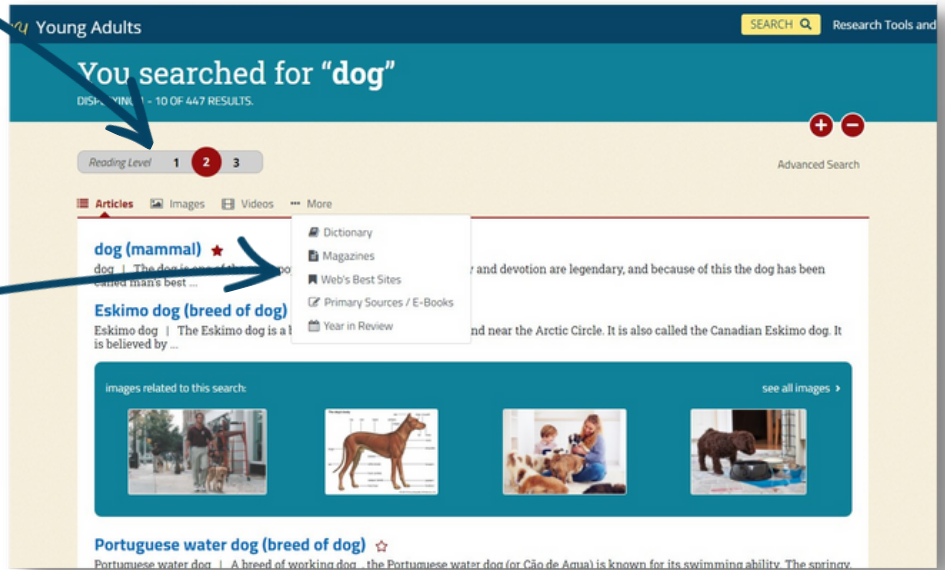 Young Adults
SEARCH
Research Tools and
You searched for "dog"
- 10 OF 447 RESULTS.
Reading Level 1 2 3
Advanced Search
Articles Images Videos More
Dictionary
Magazines
Web's Best Sites
Primary Sources / E-Books
Year in Review
dog (mammal)
dog | The dog is one of the y and devotion are legendary, and because of this the dog has been
called man's best ...
Eskimo dog (breed of dog)
Eskimo dog | The Eskimo dog is a nd near the Arctic Circle. It is also called the Canadian Eskimo dog. It
is believed by ...
images related to this search:
see all images >
Portuguese water dog (breed of dog)
Portuguese water dog | A breed of working dog , the Portuguese water dog (or Cão de Agua) is known for its swimming ability. The springy,